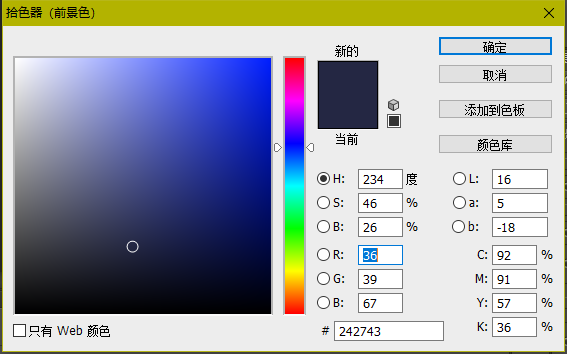 拾色器（前景色）
新的
当前
确定
取消
添加到色板
颜色库
H: 234 度
S: 46 %
B: 26 %
R: 36
G: 39
B: 67
L: 16
a: 5
b: -18
C: 92 %
M: 91 %
Y: 57 %
K: 36 %
# 242743
只有 Web 颜色